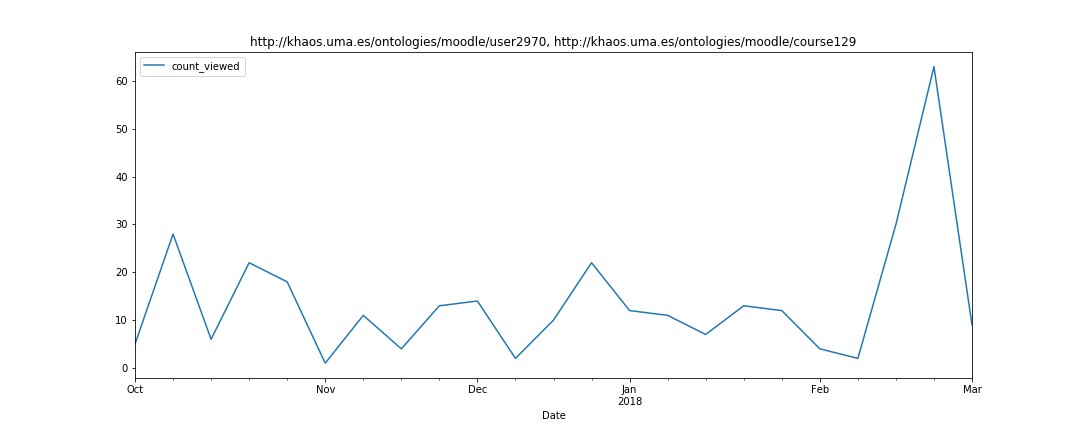 http://khaos.uma.es/ontologies/moodle/user2970, http://khaos.uma.es/ontologies/moodle/course129
count_viewed
60
50
40
30
20
10
0
Oct Nov Dec Jan Feb Mar
2018
Date